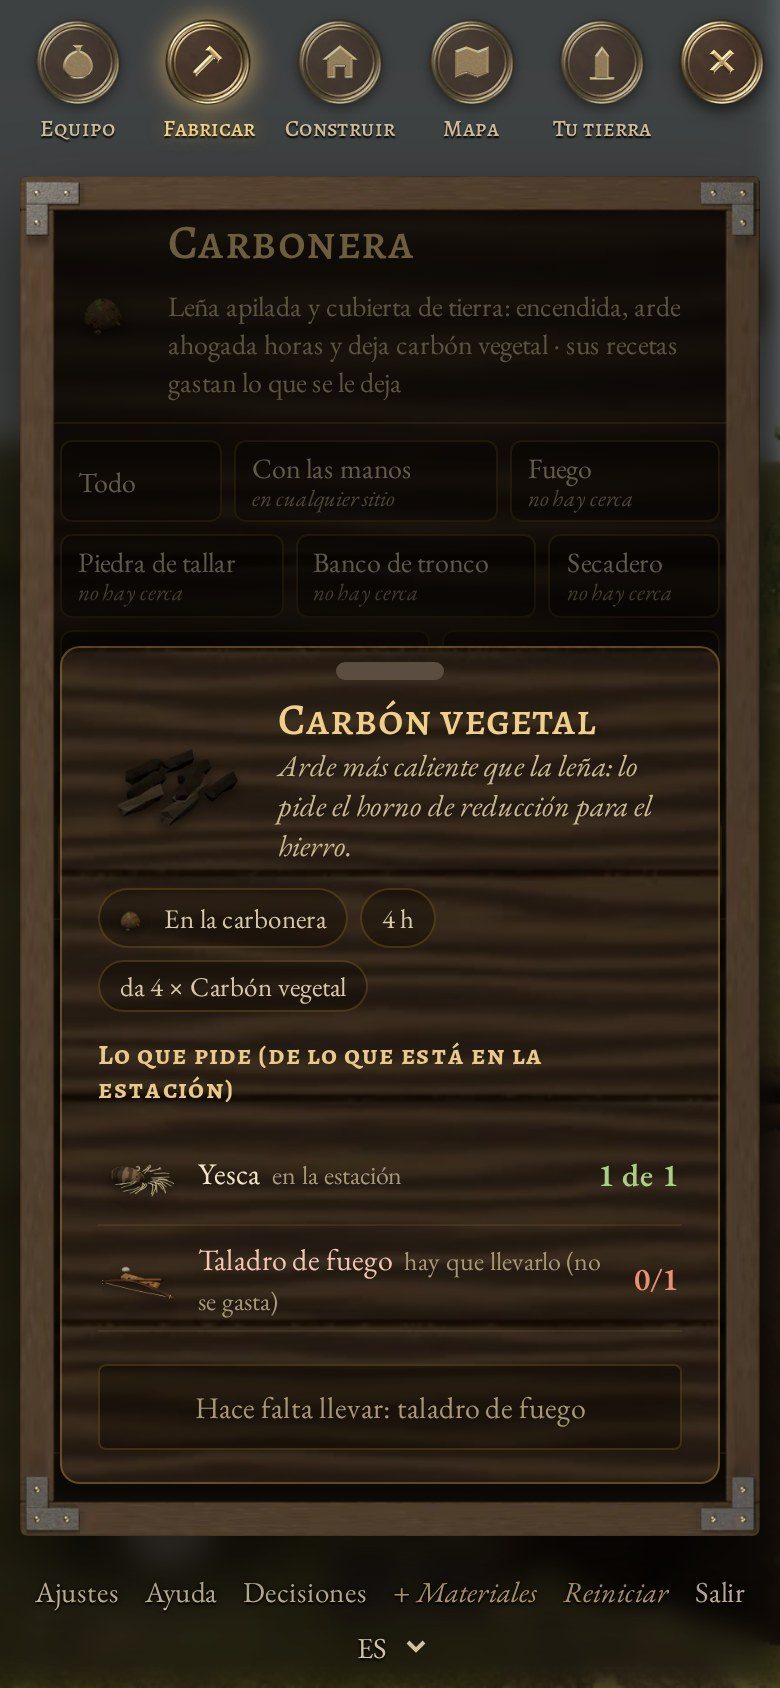 Equipo
Fabricar
Construir
Mapa
Tu tierra
Carbonera
Leña apilada y cubierta de tierra: encendida, arde
ahogada horas y deja carbón vegetal · sus recetas
gastan lo que se le deja
Todo
Con las manos
en cualquier sitio
Fuego
no hay cerca
Piedra de tallar
no hay cerca
Banco de tronco
no hay cerca
Secadero
no hay cerca
Carbón vegetal
Arde más caliente que la leña: lo
pide el horno de reducción para el
hierro.
En la carbonera
4 h
da 4 × Carbón vegetal
Lo que pide (de lo que está en la
estación)
Yesca en la estación 1 de 1
Taladro de fuego hay que llevarlo (no
se gasta)
0/1
Hace falta llevar: taladro de fuego
Ajustes Ayuda Decisiones + Materiales Reiniciar Salir
ES